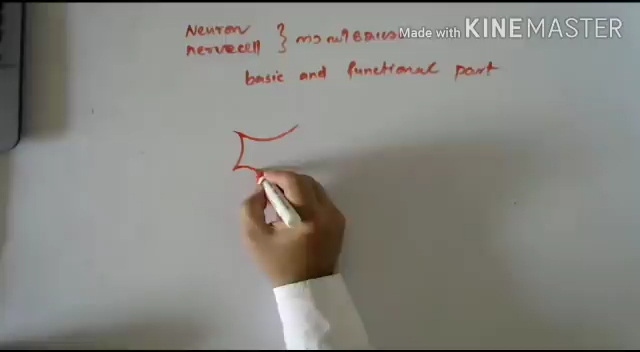 Neuron
nervecell }
Made with KINEMASTER
basic and functional part